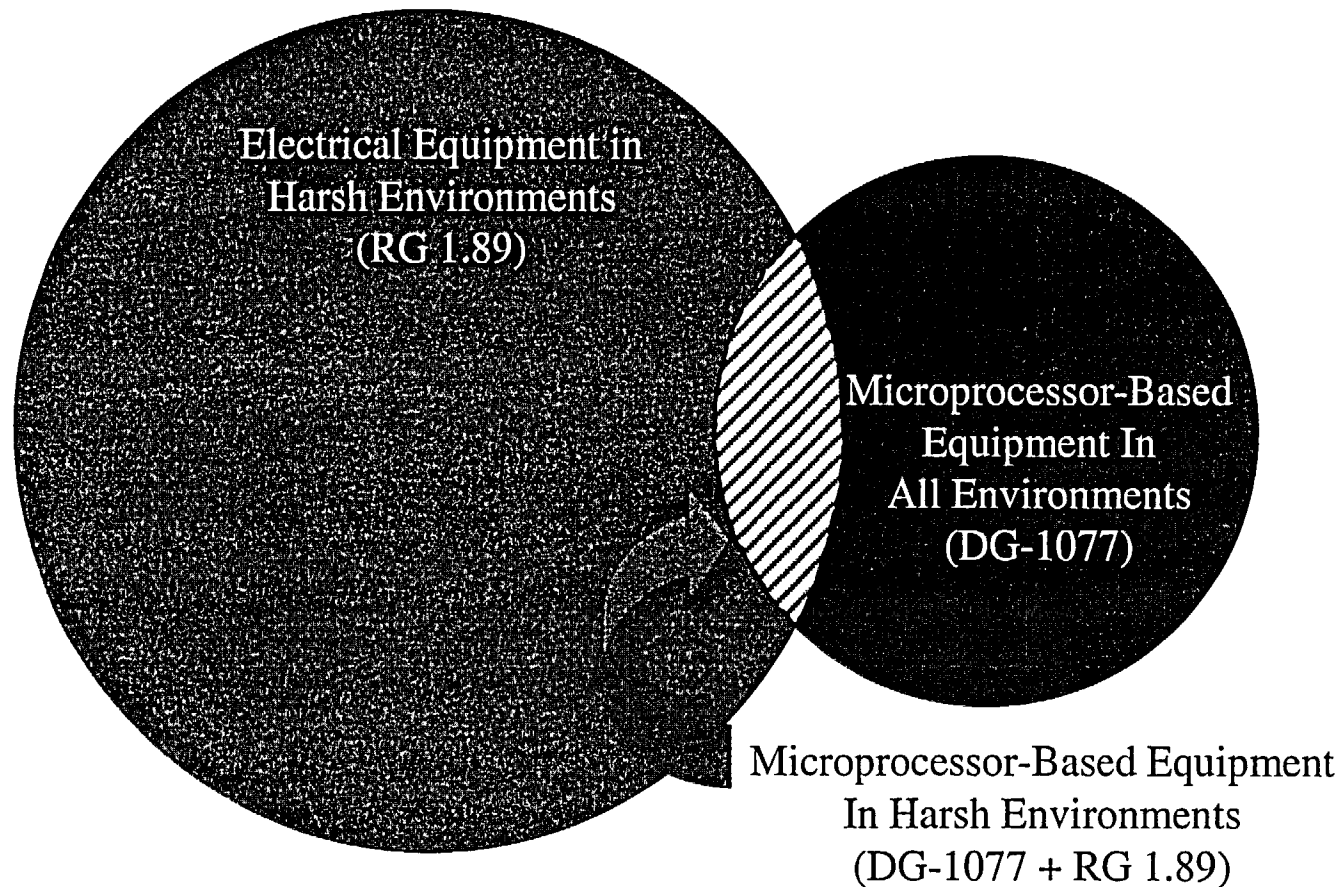 Electrical Equipment in
Harsh Environments
(RG 1.89)
Microprocessor-Based
Equipment In
All Environments
(DG-1077)
Microprocessor-Based Equipment
In Harsh Environments
(DG-1077 + RG 1.89)